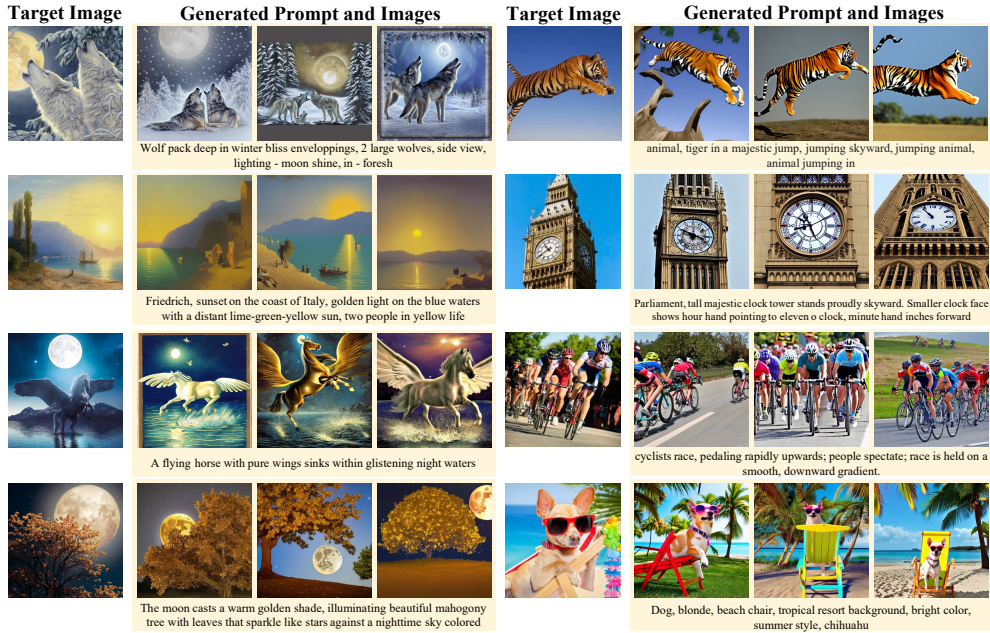 Target Image
Generated Prompt and Images
Target Image
Generated Prompt and Images
Wolf pack deep in winter bliss enveloppings, 2 large wolves, side view,
lighting - moon shine, in - foresh
animal, tiger in a majestic jump, jumping skyward, jumping animal,
animal jumping in
Friedrich, sunset on the coast of Italy, golden light on the blue waters
with a distant lime-green-yellow sun, two people in yellow life
Parliament, tall majestic clock tower stands proudly skyward. Smaller clock face
shows hour hand pointing to eleven o clock, minute hand inches forward
A flying horse with pure wings sinks within glistening night waters
cyclists race, pedaling rapidly upwards; people spectate; race is held on a
smooth, downward gradient.
The moon casts a warm golden shade, illuminating beautiful mahogony
tree with leaves that sparkle like stars against a nighttime sky colored
Dog, blonde, beach chair, tropical resort background, bright color,
summer style, chihuahu